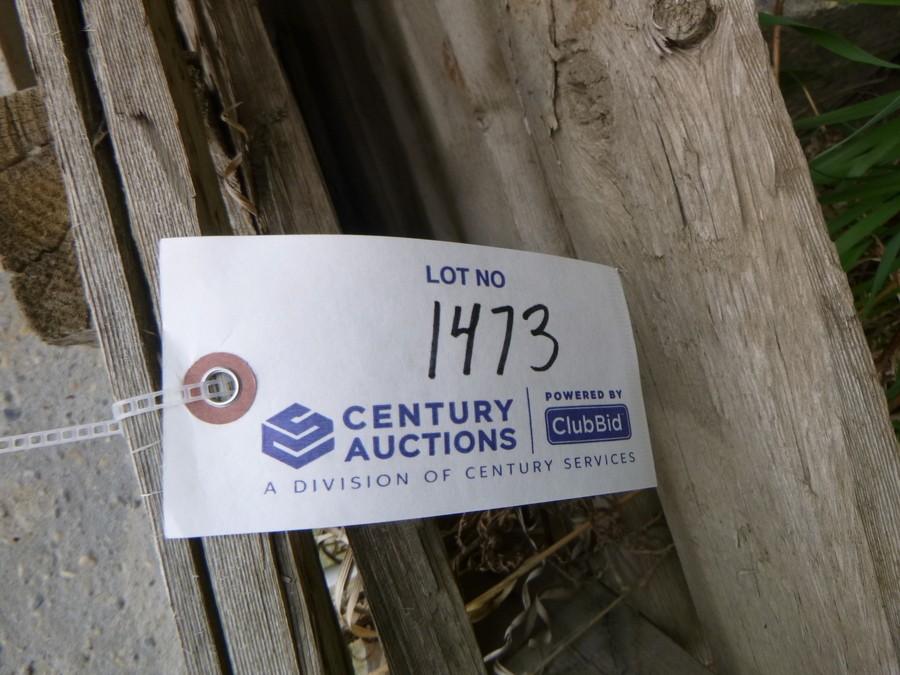 LOT NO
1473
CENTURY
AUCTIONS
POWERED BY
ClubBid
A DIVISION OF CENTURY SERVICES